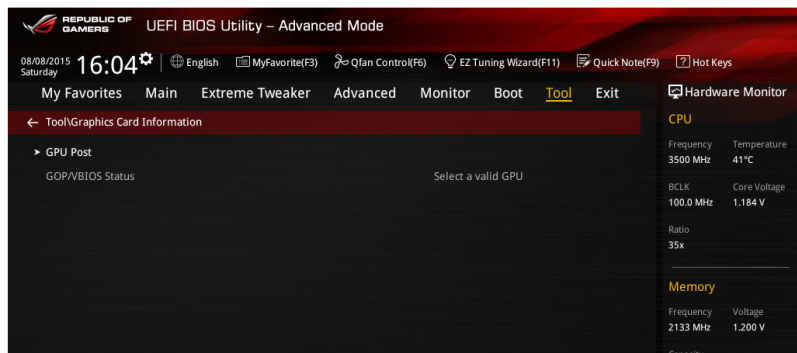 REPUBLIC OF
GAMERS
UEFI BIOS Utility – Advanced Mode
08/08/2015
Saturday
16:04
English
MyFavorite(F3)
Qfan Control(F6)
EZ Tuning Wizard(F11)
Quick Note(F9)
? Hot Keys
My Favorites
Main
Extreme Tweaker
Advanced
Monitor
Boot
Tool
Exit
Tool\Graphics Card Information
GPU Post
GOP/VBIOS Status
Select a valid GPU
Hardware Monitor
CPU
Frequency Temperature
3500 MHz 41°C
BCLK Core Voltage
100.0 MHz 1.184 V
Ratio
35x
Memory
Frequency Voltage
2133 MHz 1.200 V